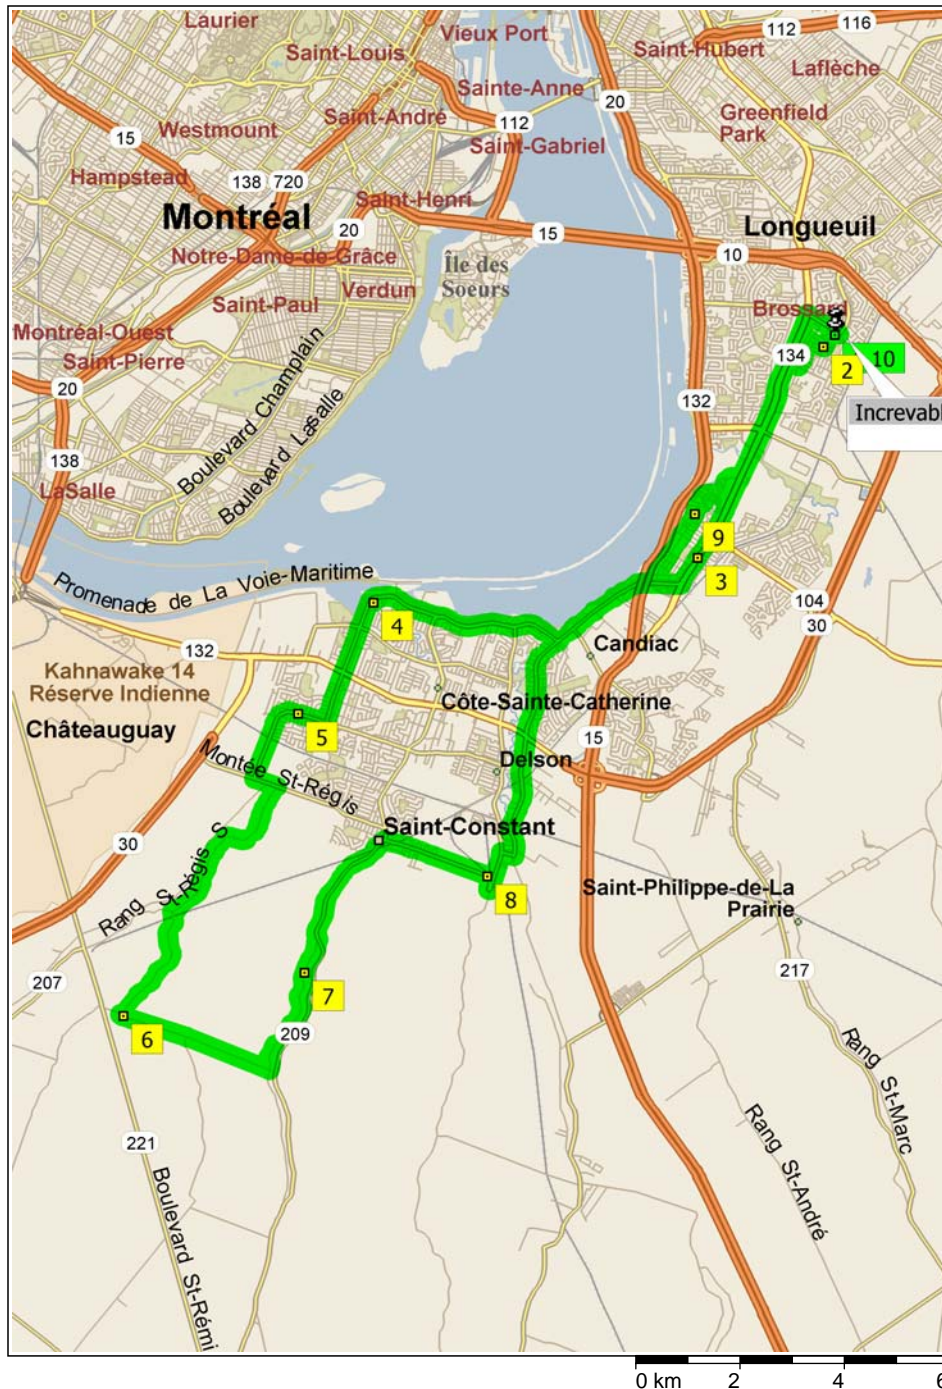 Laurier
Vieux Port
112
116
Saint-Louis
Saint-Hubert
Laflèche
Sainte-Anne
20
Saint-André
112
Greenfield
Park
15
Westmount
Saint-Gabriel
Hampstead
138
720
Saint-Henri
Montréal
20
15
Longueuil
10
Notre-Dame-de-Grâce
Île des
Soeurs
Saint-Paul
Verdun
Brossard
Montréal-Ouest
Saint-Pierre
134
10
2
20
Boulevard Champlain
132
138
Boulevard LaSalle
LaSalle
9
3
Promenade de La Voie-Maritime
104
4
30
132
Candiac
Kahnawake 14
Réserve Indienne
Côte-Sainte-Catherine
Châteauguay
5
15
Montée St-Régis
Delson
Saint-Constant
30
Rang St-Régis S
8
Saint-Philippe-de-La
Prairie
207
7
217
6
209
Rang St-Marc
221
Rang St-André
Boulevard St-Rémi
0 km
2
4